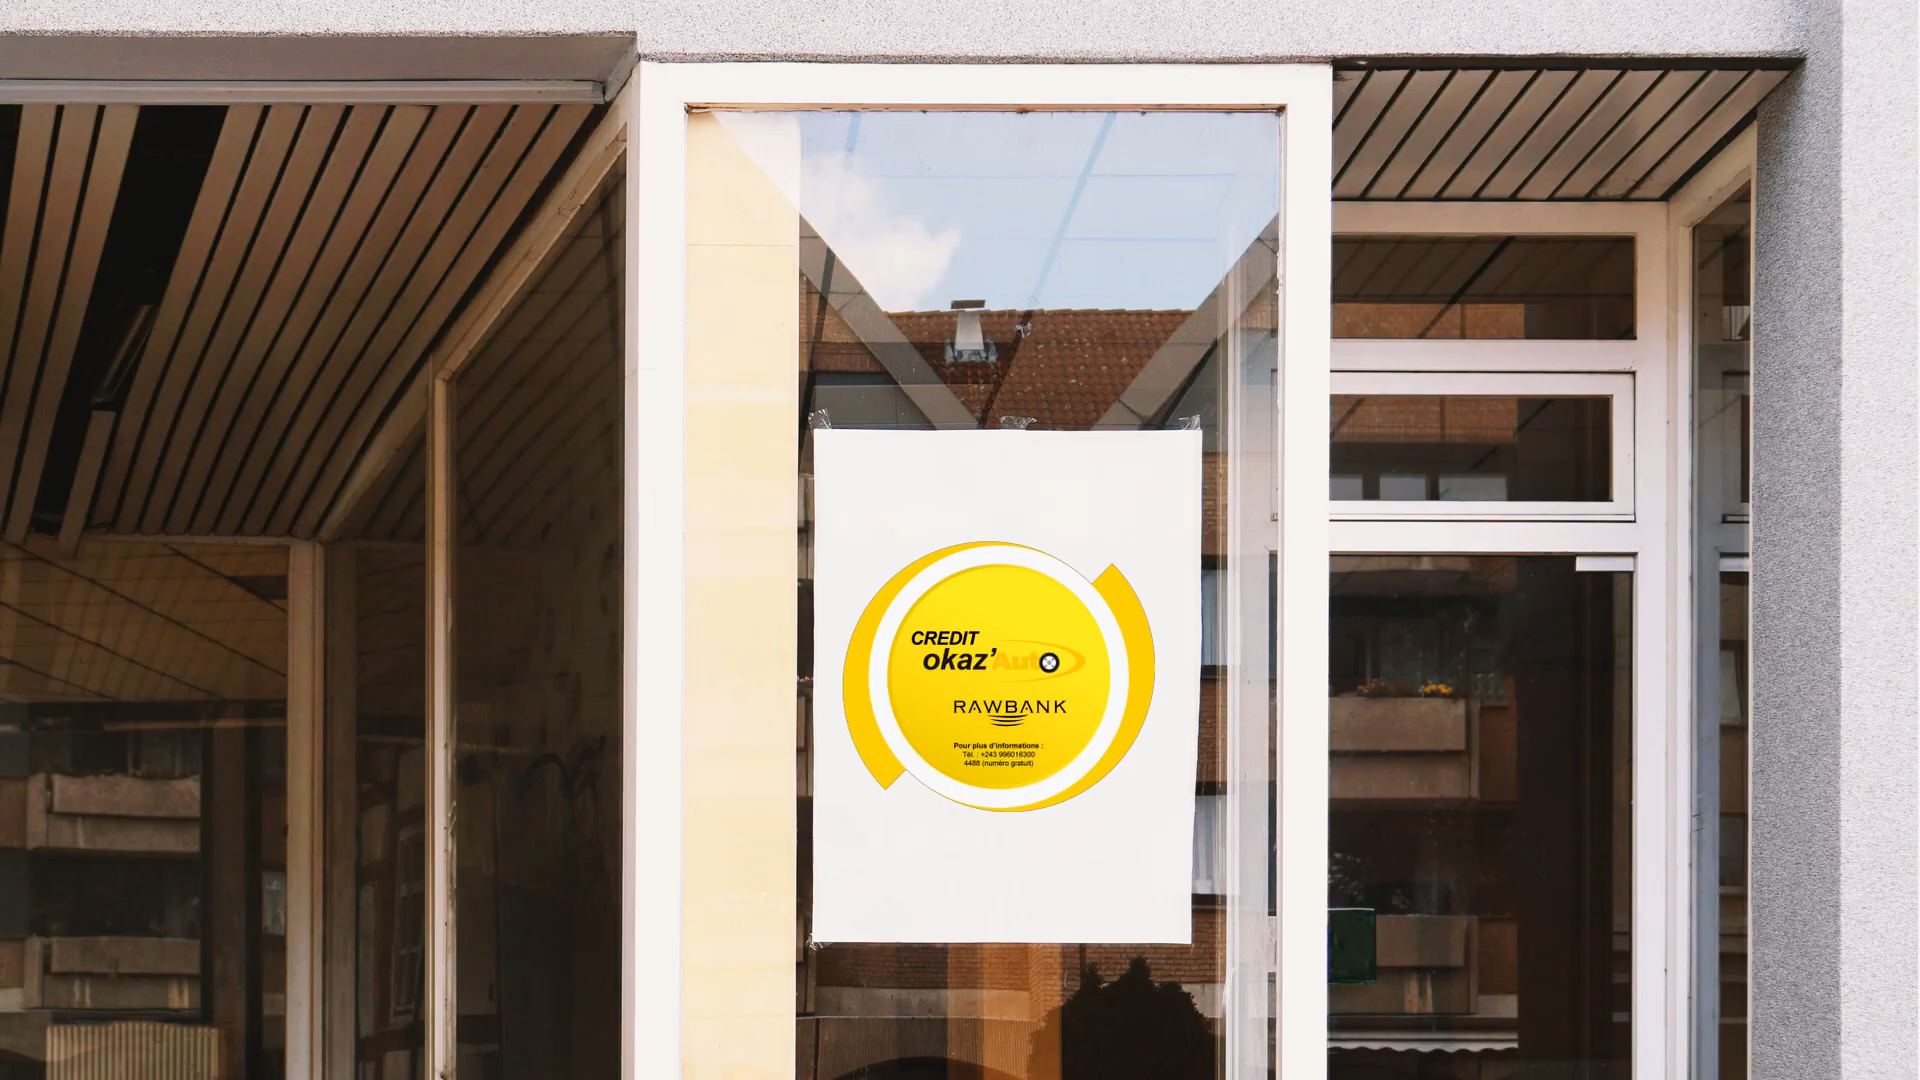 CREDIT
okaz'Auto
RAWBANK
Pour plus d'informations :
Tél. : +243 996016300
4488 (numéro gratuit)